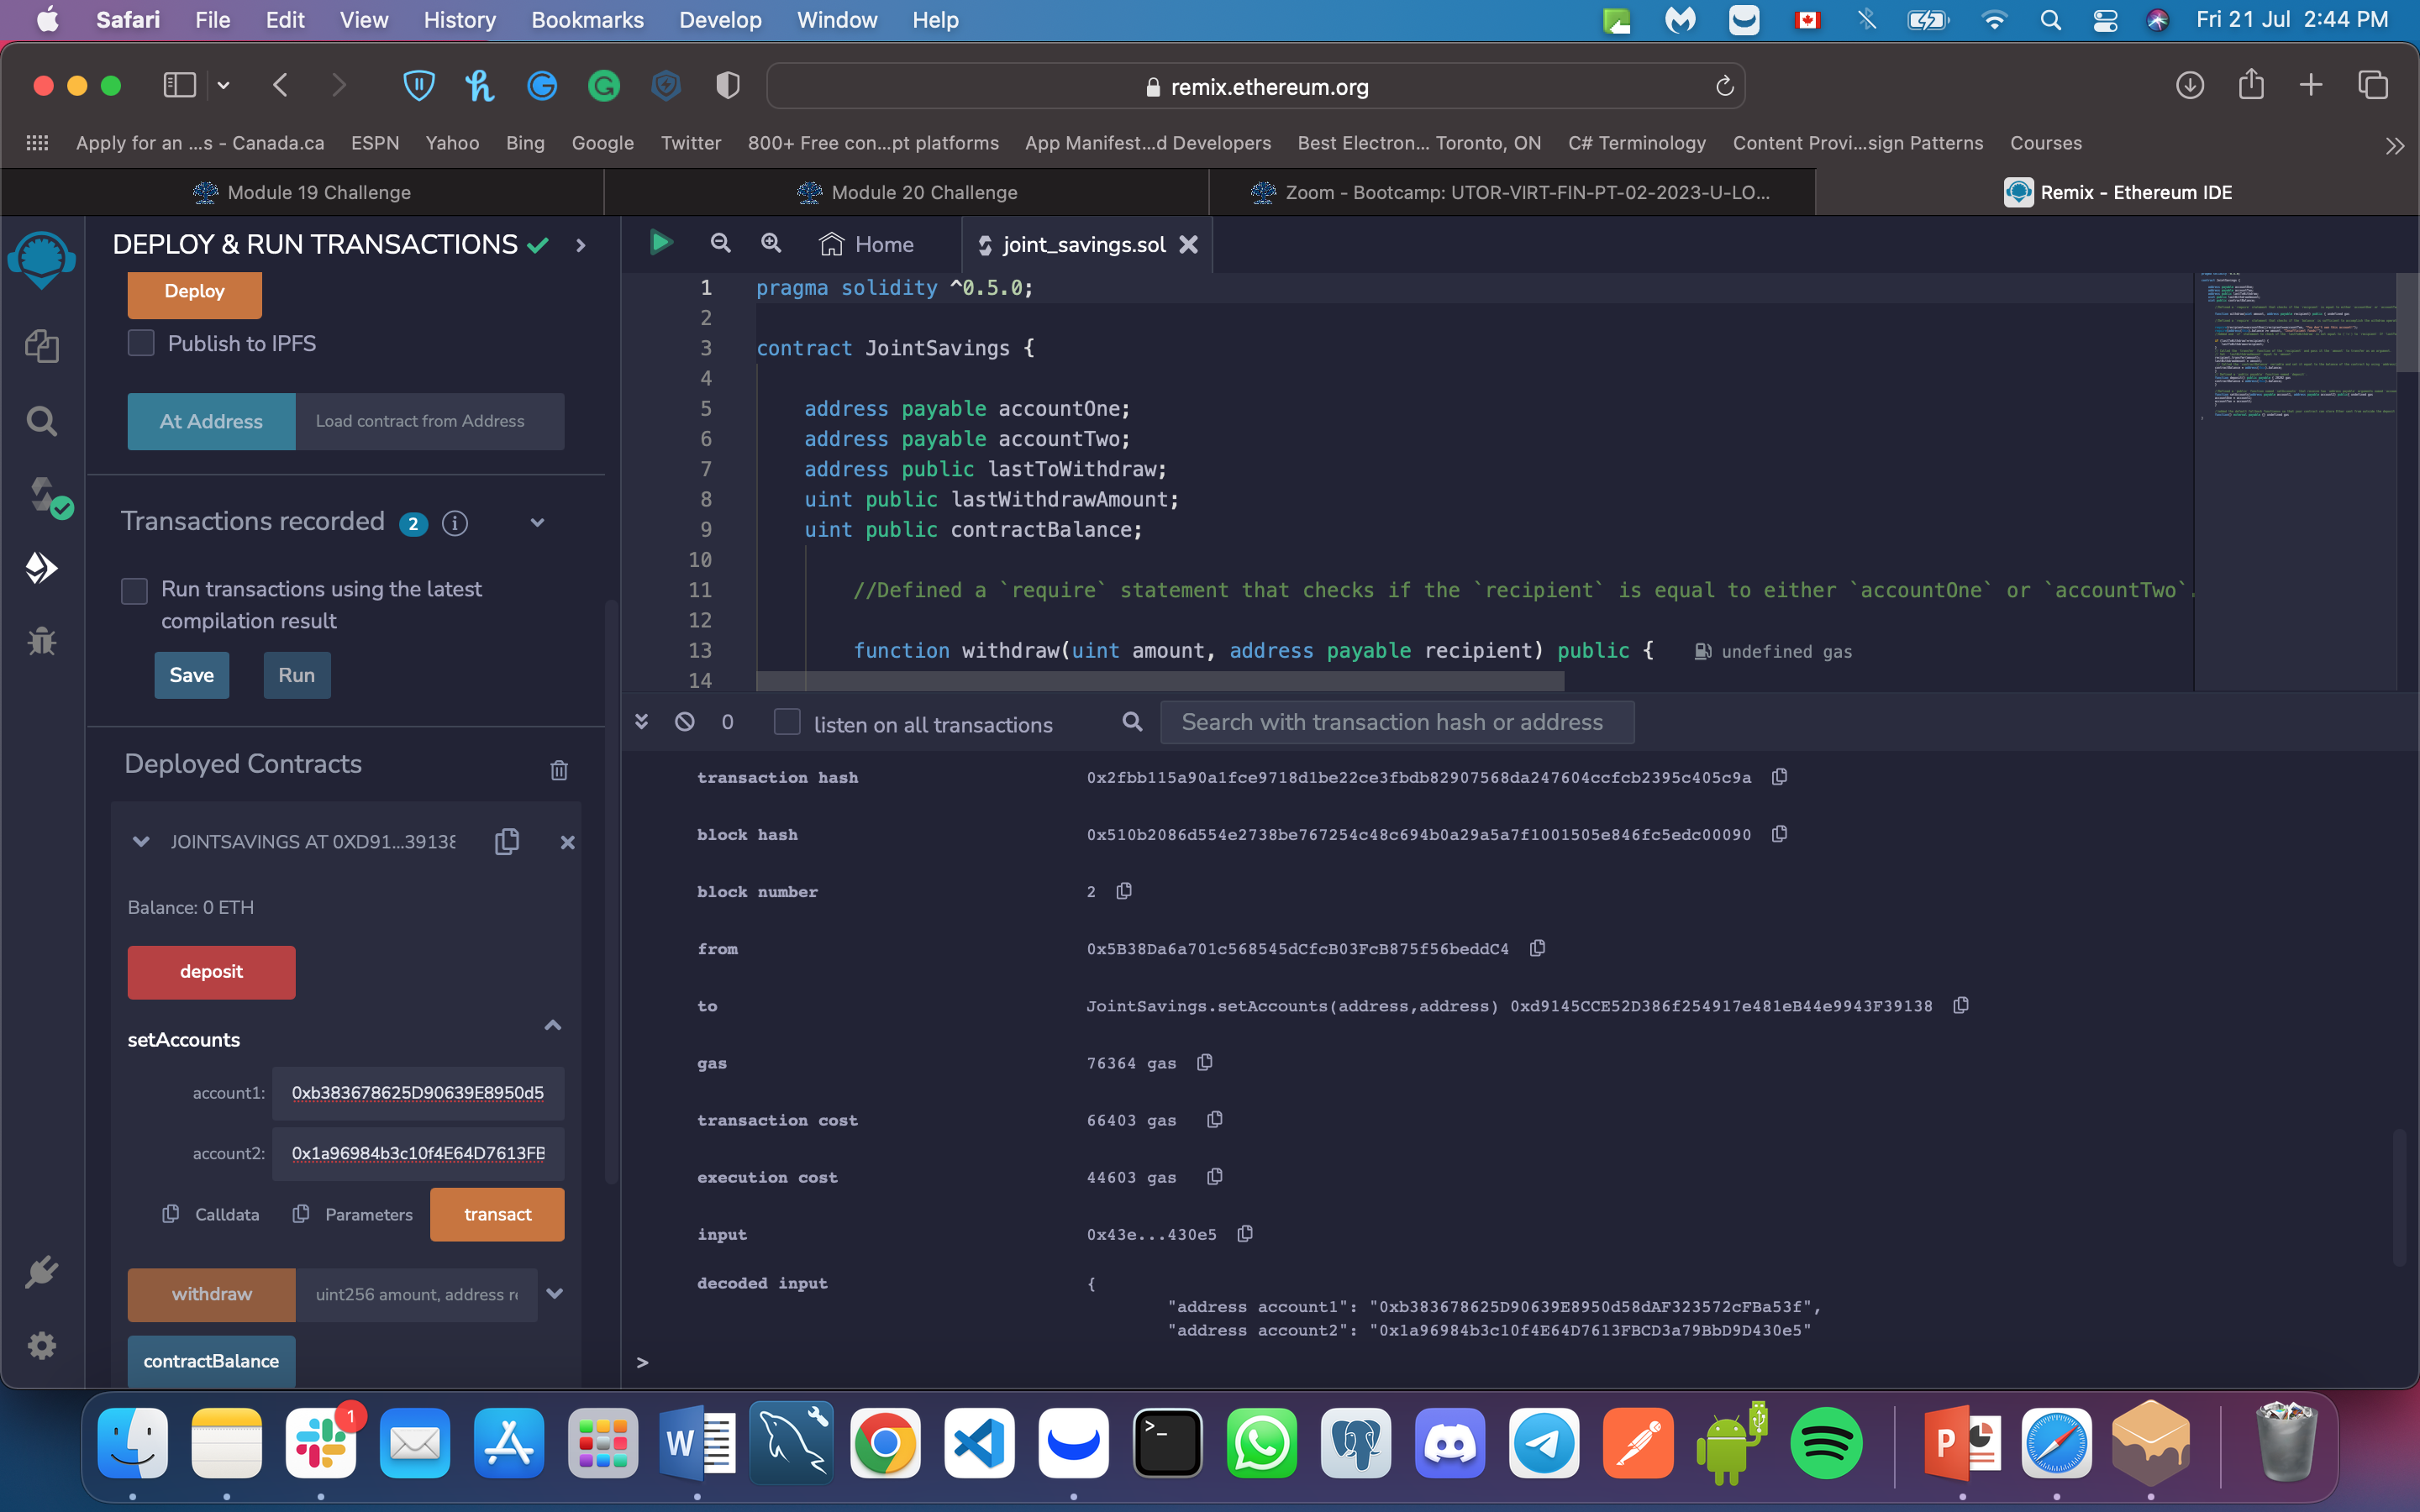 Safari File Edit View History Bookmarks Develop Window Help Fri 21 Jul 2:44 PM
remix.ethereum.org
Apply for an ...s - Canada.ca ESPN Yahoo Bing Google Twitter 800+ Free con...pt platforms App Manifest...d Developers Best Electron... Toronto, ON C# Terminology Content Provi...sign Patterns Courses
Module 19 Challenge Module 20 Challenge Zoom - Bootcamp: UTOR-VIRT-FIN-PT-02-2023-U-LO... Remix - Ethereum IDE
DEPLOY & RUN TRANSACTIONS
Deploy
Publish to IPFS
At Address Load contract from Address
Transactions recorded 2 i
Run transactions using the latest
compilation result
Save Run
Deployed Contracts
JOINTSAVINGS AT 0XD91...39138
Balance: 0 ETH
deposit
setAccounts
account1: 0xb383678625D90639E8950d5
account2: 0x1a96984b3c10f4E64D7613FB
Calldata Parameters transact
withdraw uint256 amount, address re
contractBalance
Home joint_savings.sol
1 pragma solidity ^0.5.0;
2
3 contract JointSavings {
4
5 address payable accountOne;
6 address payable accountTwo;
7 address public lastToWithdraw;
8 uint public lastWithdrawAmount;
9 uint public contractBalance;
10
11 //Defined a `require` statement that checks if the `recipient` is equal to either `accountOne` or `accountTwo`.
12
13 function withdraw(uint amount, address payable recipient) public { undefined gas
14
0 listen on all transactions Search with transaction hash or address
transaction hash 0x2fbb115a90a1fce9718d1be22ce3fbdb82907568da247604ccfcb2395c405c9a
block hash 0x510b2086d554e2738be767254c48c694b0a29a5a7f1001505e846fc5edc00090
block number 2
from 0x5B38Da6a701c568545dCfcB03FcB875f56beddC4
to JointSavings.setAccounts(address,address) 0xd9145CCE52D386f254917e481eB44e9943F39138
gas 76364 gas
transaction cost 66403 gas
execution cost 44603 gas
input 0x43e...430e5
decoded input {
"address account1": "0xb383678625D90639E8950d58dAF323572cFBa53f",
"address account2": "0x1a96984b3c10f4E64D7613FBCD3a79BbD9D430e5"
>
1